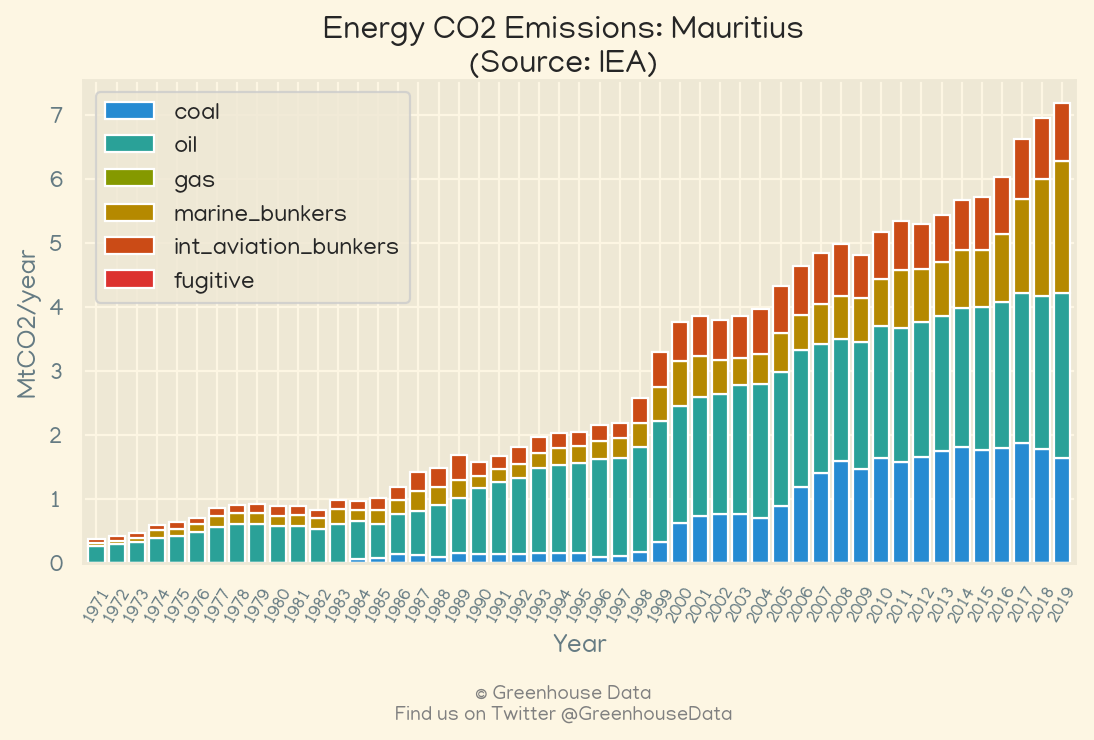 Energy CO2 Emissions: Mauritius
(Source: IEA)
coal
oil
gas
marine_bunkers
int_aviation_bunkers
fugitive
MtCO2/year
7
6
5
4
3
2
1
0
1971 1972 1973 1974 1975 1976 1977 1978 1979 1980 1981 1982 1983 1984 1985 1986 1987 1988 1989 1990 1991 1992 1993 1994 1995 1996 1997 1998 1999 2000 2001 2002 2003 2004 2005 2006 2007 2008 2009 2010 2011 2012 2013 2014 2015 2016 2017 2018 2019
Year
© Greenhouse Data
Find us on Twitter @GreenhouseData